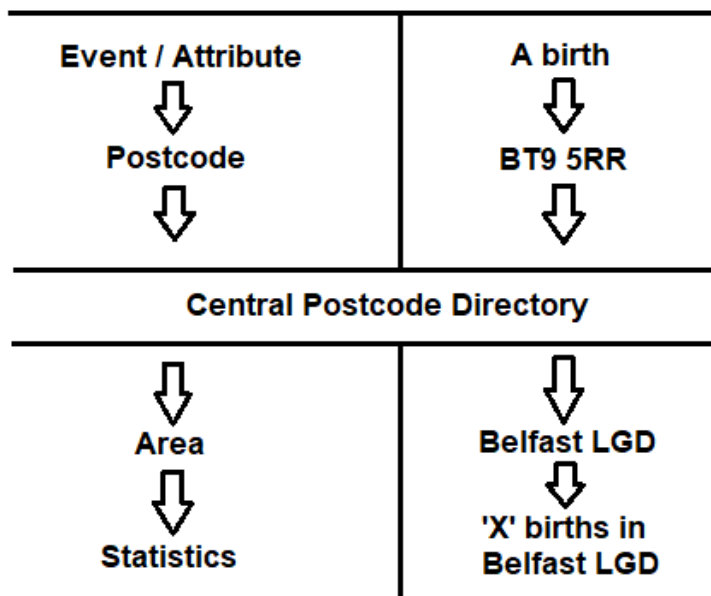 Event / Attribute
Postcode
A birth
BT9 5RR
Central Postcode Directory
Area
Statistics
Belfast LGD
'X' births in
Belfast LGD